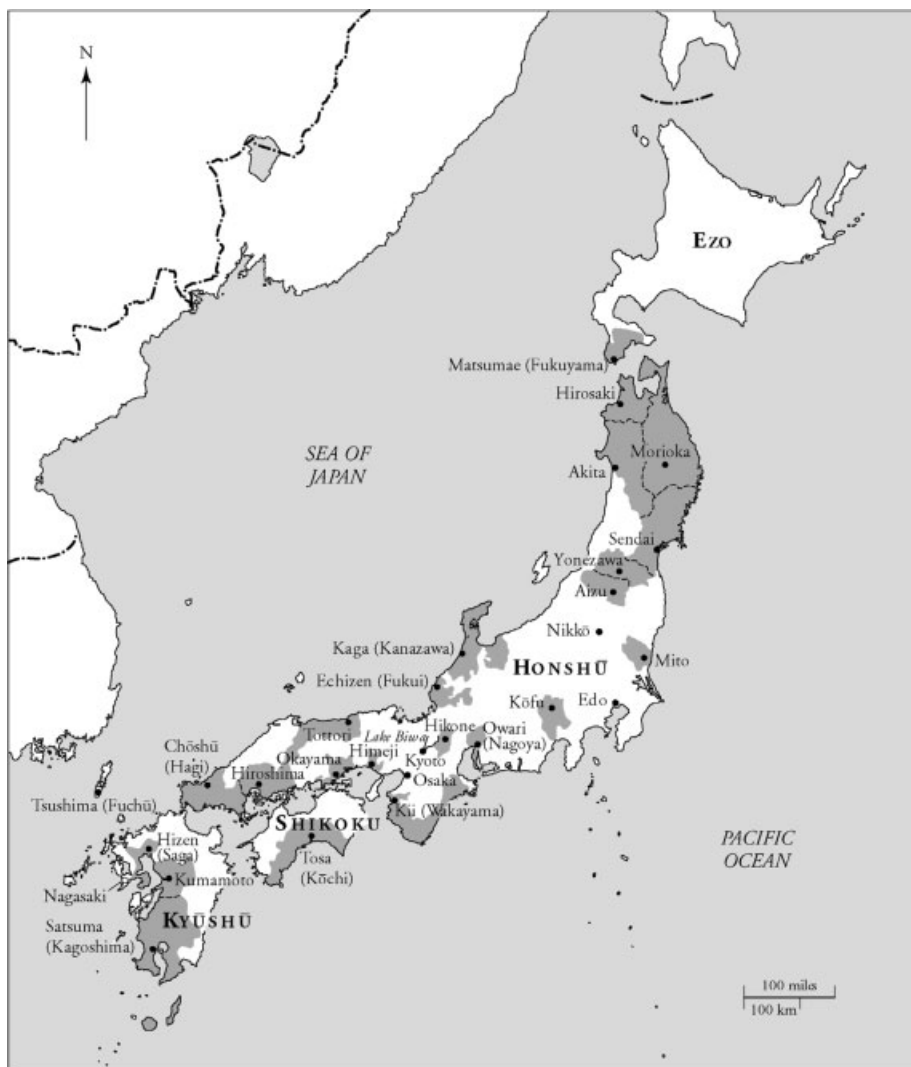 N
EZO
Matsumae (Fukuyama)
Hirosaki
SEA OF
JAPAN
Morioka
Akita
Sendai
Yonezawa
Aizu
Nikkō
Kaga (Kanazawa)
HONSHŪ
Mito
Echizen (Fukui)
Kōfu
Edo
Hikone
Owari
(Nagoya)
Tottori
Lake Biwa
Chōshū
(Hagi)
Okayama
Himeji
Hiroshima
Kyoto
Osaka
Tsushima (Fuchū)
Kii (Wakayama)
SHIKOKU
PACIFIC
OCEAN
Hizen
(Saga)
Tosa
(Kōchi)
Nagasaki
Kumamoto
KYŪSHŪ
Satsuma
(Kagoshima)
100 miles
100 km